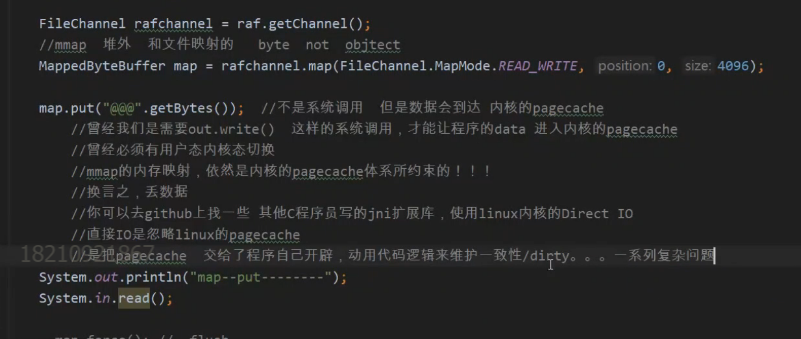 FileChannel rafchannel = raf.getChannel();
//mmap 堆外 和文件映射的 byte not objtect
MappedByteBuffer map = rafchannel.map(FileChannel.MapMode.READ_WRITE, position: 0, size: 4096);
map.put("@@@".getBytes()); //不是系统调用 但是数据会到达 内核的pagecache
//曾经我们是需要out.write() 这样的系统调用，才能让程序的data 进入内核的pagecache
//曾经必须有用户态内核态切换
//mmap的内存映射，依然是内核的pagecache体系所约束的！！！
//换言之，丢数据
//你可以去github上找一些 其他C程序员写的jni扩展库，使用linux内核的Direct IO
//直接IO是忽略linux的pagecache
//是把pagecache 交给了程序自己开辟，动用代码逻辑来维护一致性/dirty。。。一系列复杂问题
System.out.println("map--put--------");
System.in.read();